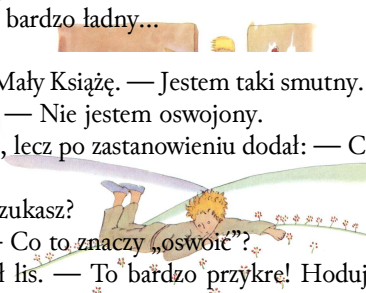 bardzo ładny...
Mały Książę. — Jestem taki smutny.
— Nie jestem oswojony.
, lecz po zastanowieniu dodał: — C
zukasz?
- Co to znaczy „oswoić”?
ł lis. — To bardzo przykre! Hoduj